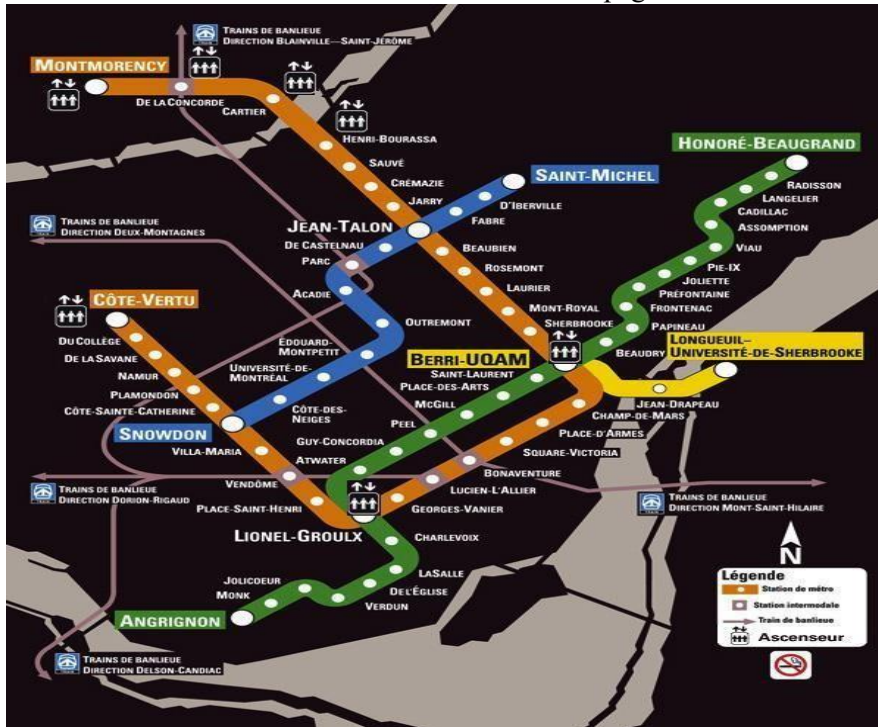 TRAINS DE BANLIEUE
DIRECTION BLAINVILLE—SAINT-JÉRÔME
MONTMORENCY
DE LA CONCORDE
CARTIER
HENRI-BOURASSA
SAUVÉ
CRÉMAZIE
JARRY
HONORÉ-BEAUGRAND
RADISSON
LANGELIER
CADILLAC
ASSOMPTION
VIAU
PIE-IX
JOLIETTE
PRÉFONTAINE
FRONTENAC
PAPINEAU
BEAUDRY
SAINT-MICHEL
D'IBERVILLE
FABRE
JEAN-TALON
DE CASTELNAU
PARC
ACADIE
OUTREMONT
ÉDOUARD-
MONTPETIT
UNIVERSITÉ-DE-
MONTRÉAL
CÔTE-DES-
NEIGES
BEAUBIEN
ROSEMONT
LAURIER
MONT-ROYAL
SHERBROOKE
TRAINS DE BANLIEUE
DIRECTION DEUX-MONTAGNES
CÔTE-VERTU
DU COLLÈGE
DE LA SAVANE
NAMUR
PLAMONDON
CÔTE-SAINTE-CATHERINE
SNOWDON
VILLA-MARIA
VENDÔME
PLACE-SAINT-HENRI
LIONEL-GROULX
BERRI-UQAM
SAINT-LAURENT
PLACE-DES-ARTS
MCGILL
PEEL
GUY-CONCORDIA
ATWATER
LONGUEUIL–
UNIVERSITÉ-DE-SHERBROOKE
JEAN-DRAPEAU
CHAMP-DE-MARS
PLACE-D'ARMES
SQUARE-VICTORIA
BONAVENTURE
LUCIEN-L'ALLIER
GEORGES-VANIER
CHARLEVOIX
LASALLE
DE L'ÉGLISE
VERDUN
JOLICOEUR
MONK
ANGRIGNON
TRAINS DE BANLIEUE
DIRECTION DORION-RIGAUD
TRAINS DE BANLIEUE
DIRECTION MONT-SAINT-HILAIRE
TRAINS DE BANLIEUE
DIRECTION DELSON-CANDIAC
N
Légende
Station de métro
Station intermodale
Train de banlieue
Ascenseur